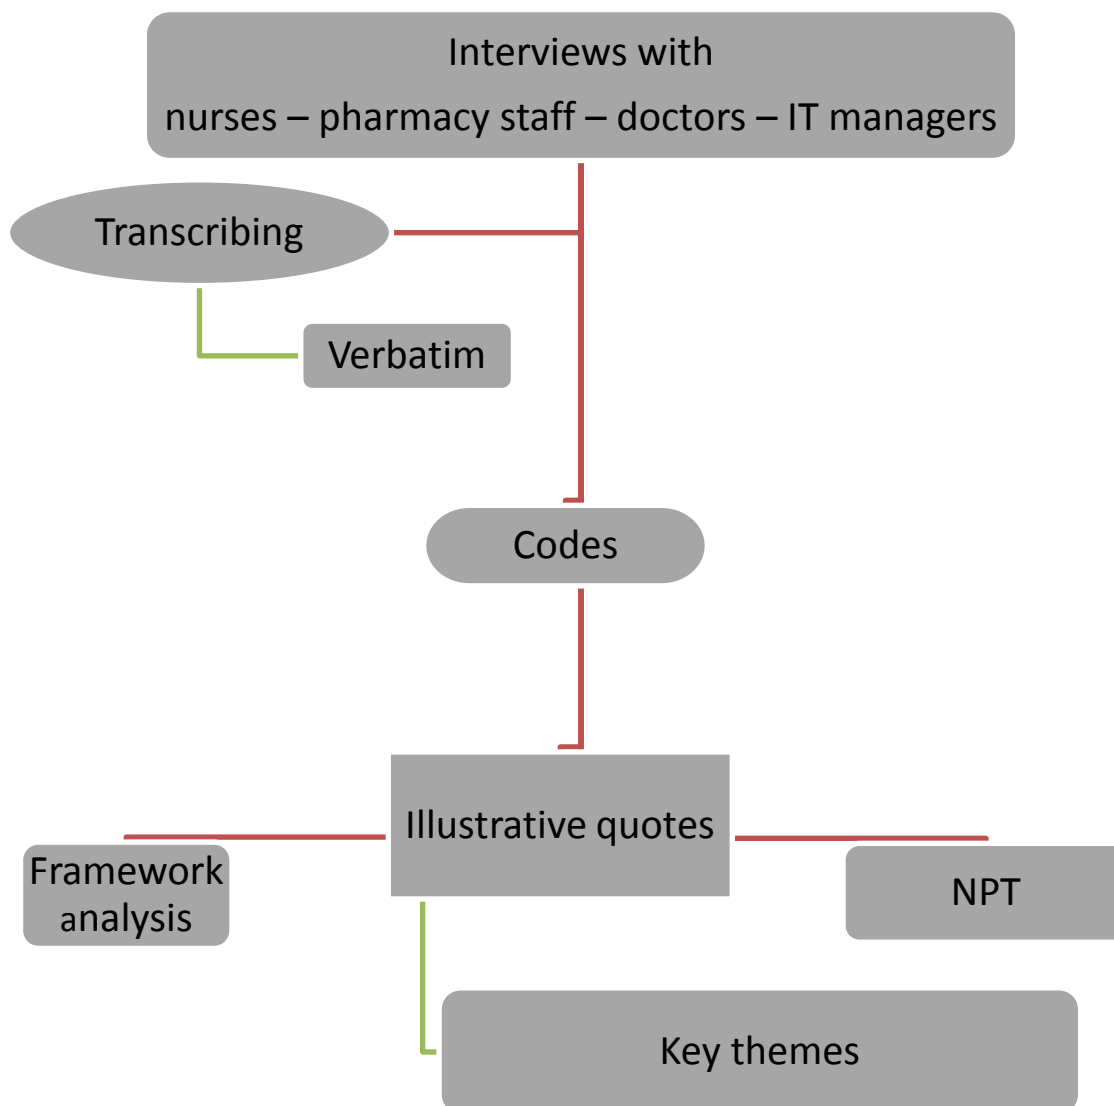 Interviews with
nurses – pharmacy staff – doctors – IT managers
Transcribing
Verbatim
Codes
Illustrative quotes
Framework
analysis
NPT
Key themes